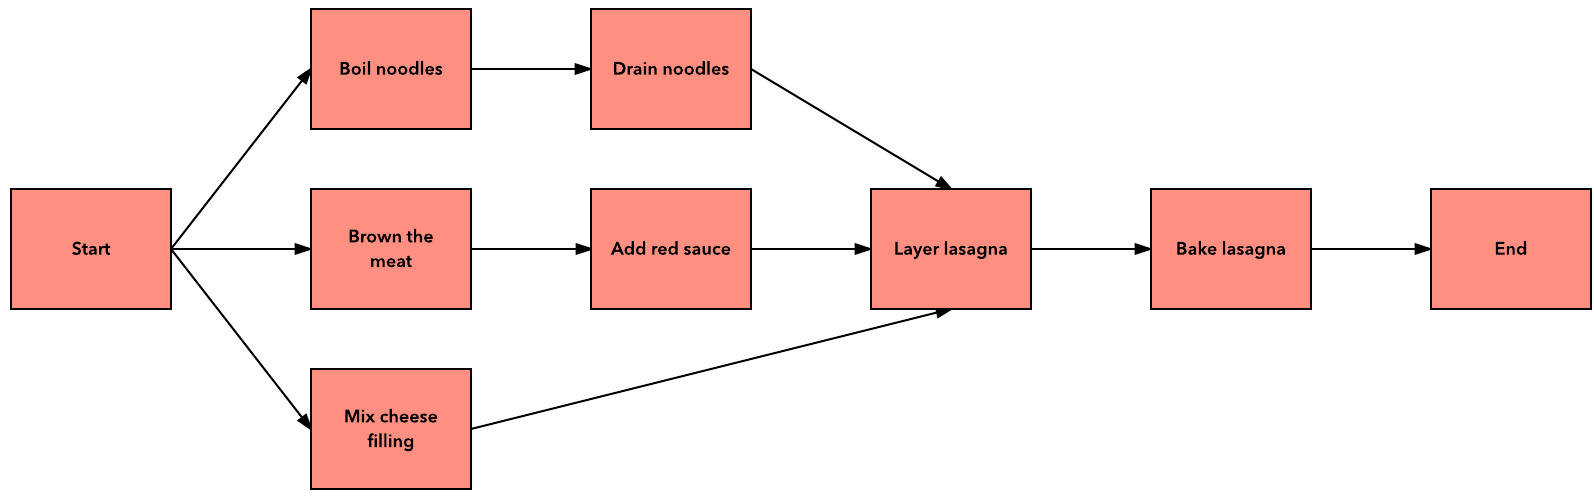 Boil noodles
Drain noodles
Start
Brown the
meat
Add red sauce
Layer lasagna
Bake lasagna
End
Mix cheese
filling